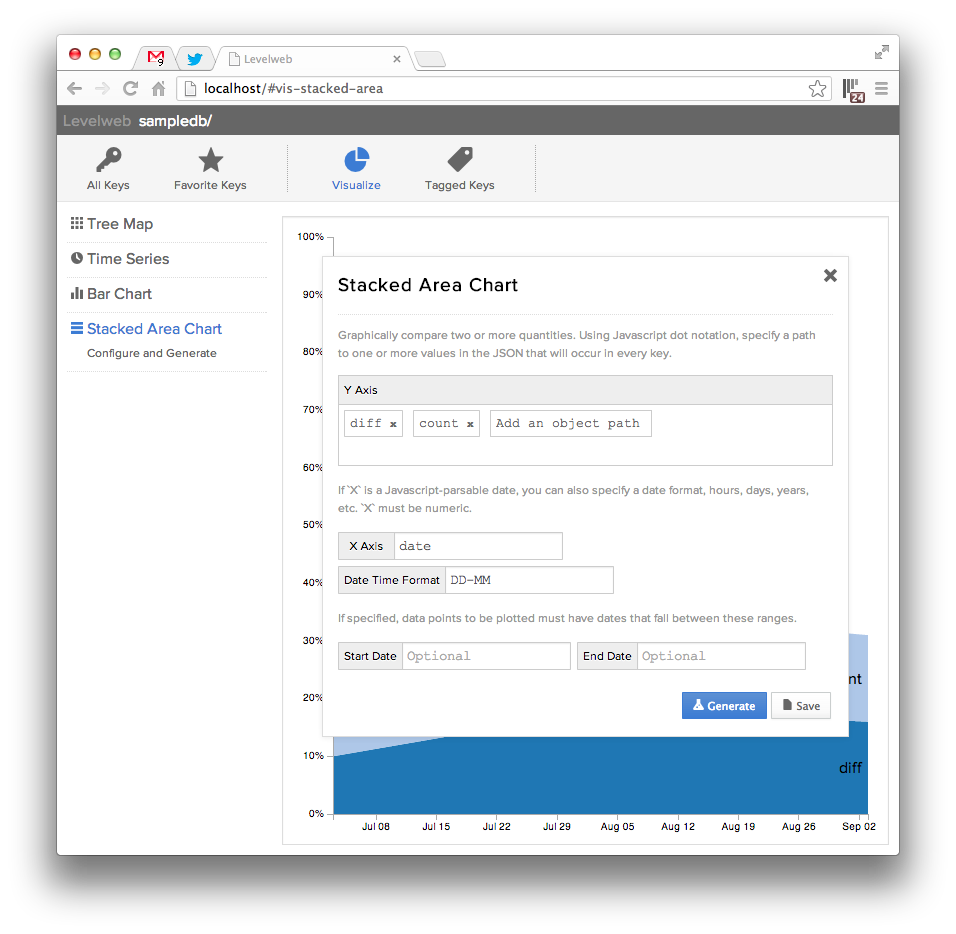 9
Levelweb
localhost/#vis-stacked-area
24
Levelweb sampledb/
All Keys
Favorite Keys
Visualize
Tagged Keys
Tree Map
Time Series
Bar Chart
Stacked Area Chart
Configure and Generate
100%
90%
80%
70%
60%
50%
40%
30%
20%
10%
0%
Stacked Area Chart
Graphically compare two or more quantities. Using Javascript dot notation, specify a path
to one or more values in the JSON that will occur in every key.
Y Axis
diff x count x Add an object path
If `X` is a Javascript-parsable date, you can also specify a date format, hours, days, years,
etc. `X` must be numeric.
X Axis date
Date Time Format DD-MM
If specified, data points to be plotted must have dates that fall between these ranges.
Start Date Optional End Date Optional
Generate Save
nt
diff
Jul 08 Jul 15 Jul 22 Jul 29 Aug 05 Aug 12 Aug 19 Aug 26 Sep 02